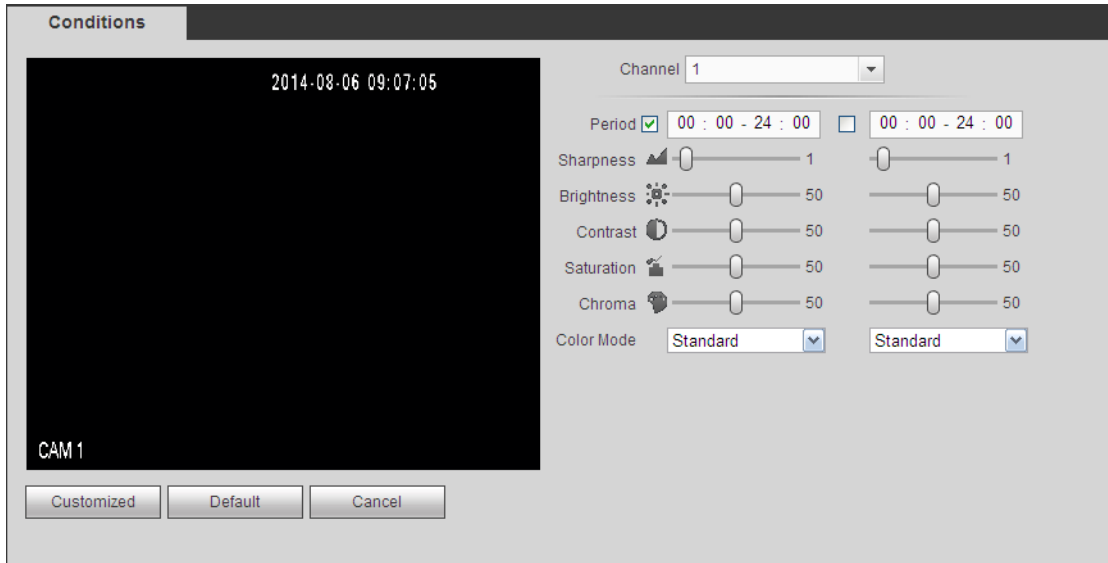 Conditions
2014-08-06 09:07:05
CAM 1
Customized Default Cancel
Channel 1
Period 00 : 00 - 24 : 00 00 : 00 - 24 : 00
Sharpness 1 1
Brightness 50 50
Contrast 50 50
Saturation 50 50
Chroma 50 50
Color Mode Standard Standard